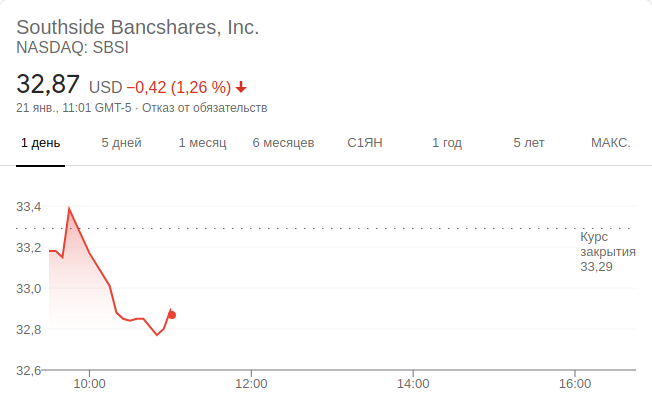 Southside Bancshares, Inc.
NASDAQ: SBSI
32,87 USD −0,42 (1,26 %)
21 янв., 11:01 GMT-5 · Отказ от обязательств
1 день 5 дней 1 месяц 6 месяцев С1ЯН 1 год 5 лет МАКС.
33,4
Курс
закрытия
33,29
33,2
33,0
32,8
32,6
10:00 12:00 14:00 16:00